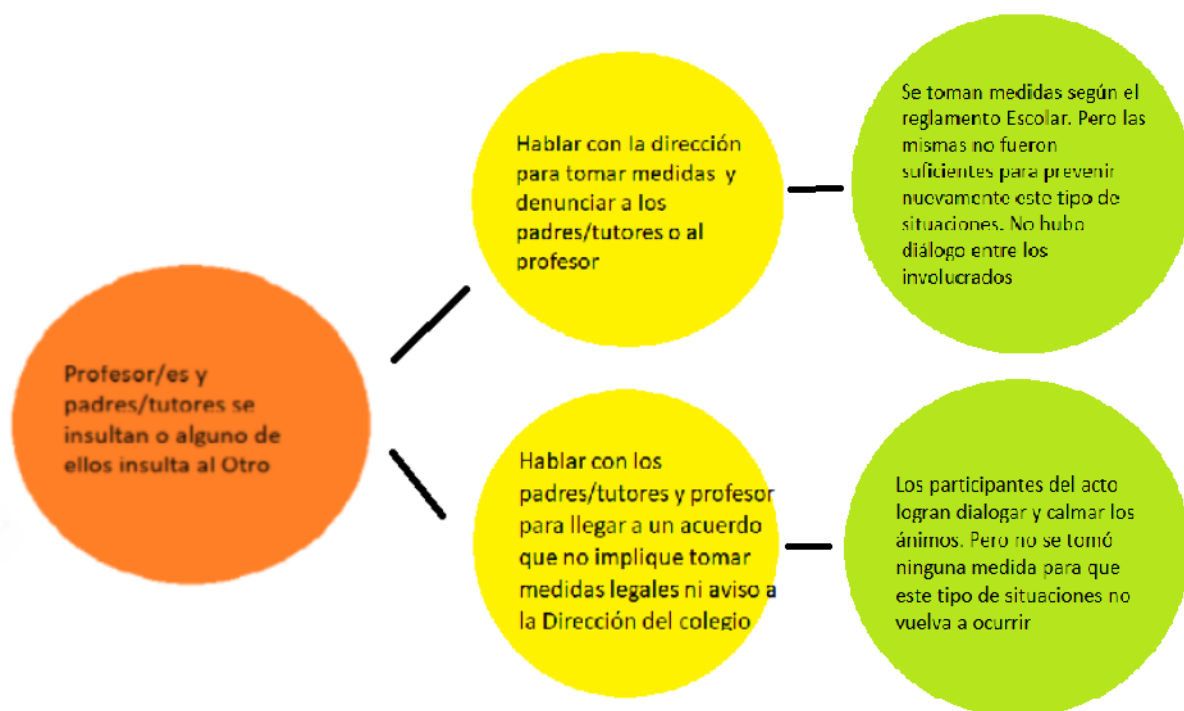 Profesor/es y
padres/tutores se
insultan o alguno de
ellos insulta al Otro
Hablar con la dirección
para tomar medidas y
denunciar a los
padres/tutores o al
profesor
Se toman medidas según el
reglamento Escolar. Pero las
mismas no fueron
suficientes para prevenir
nuevamente este tipo de
situaciones. No hubo
diálogo entre los
involucrados
Hablar con los
padres/tutores y profesor
para llegar a un acuerdo
que no implique tomar
medidas legales ni aviso a
la Dirección del colegio
Los participantes del acto
logran dialogar y calmar los
ánimos. Pero no se tomó
ninguna medida para que
este tipo de situaciones no
vuelva a ocurrir